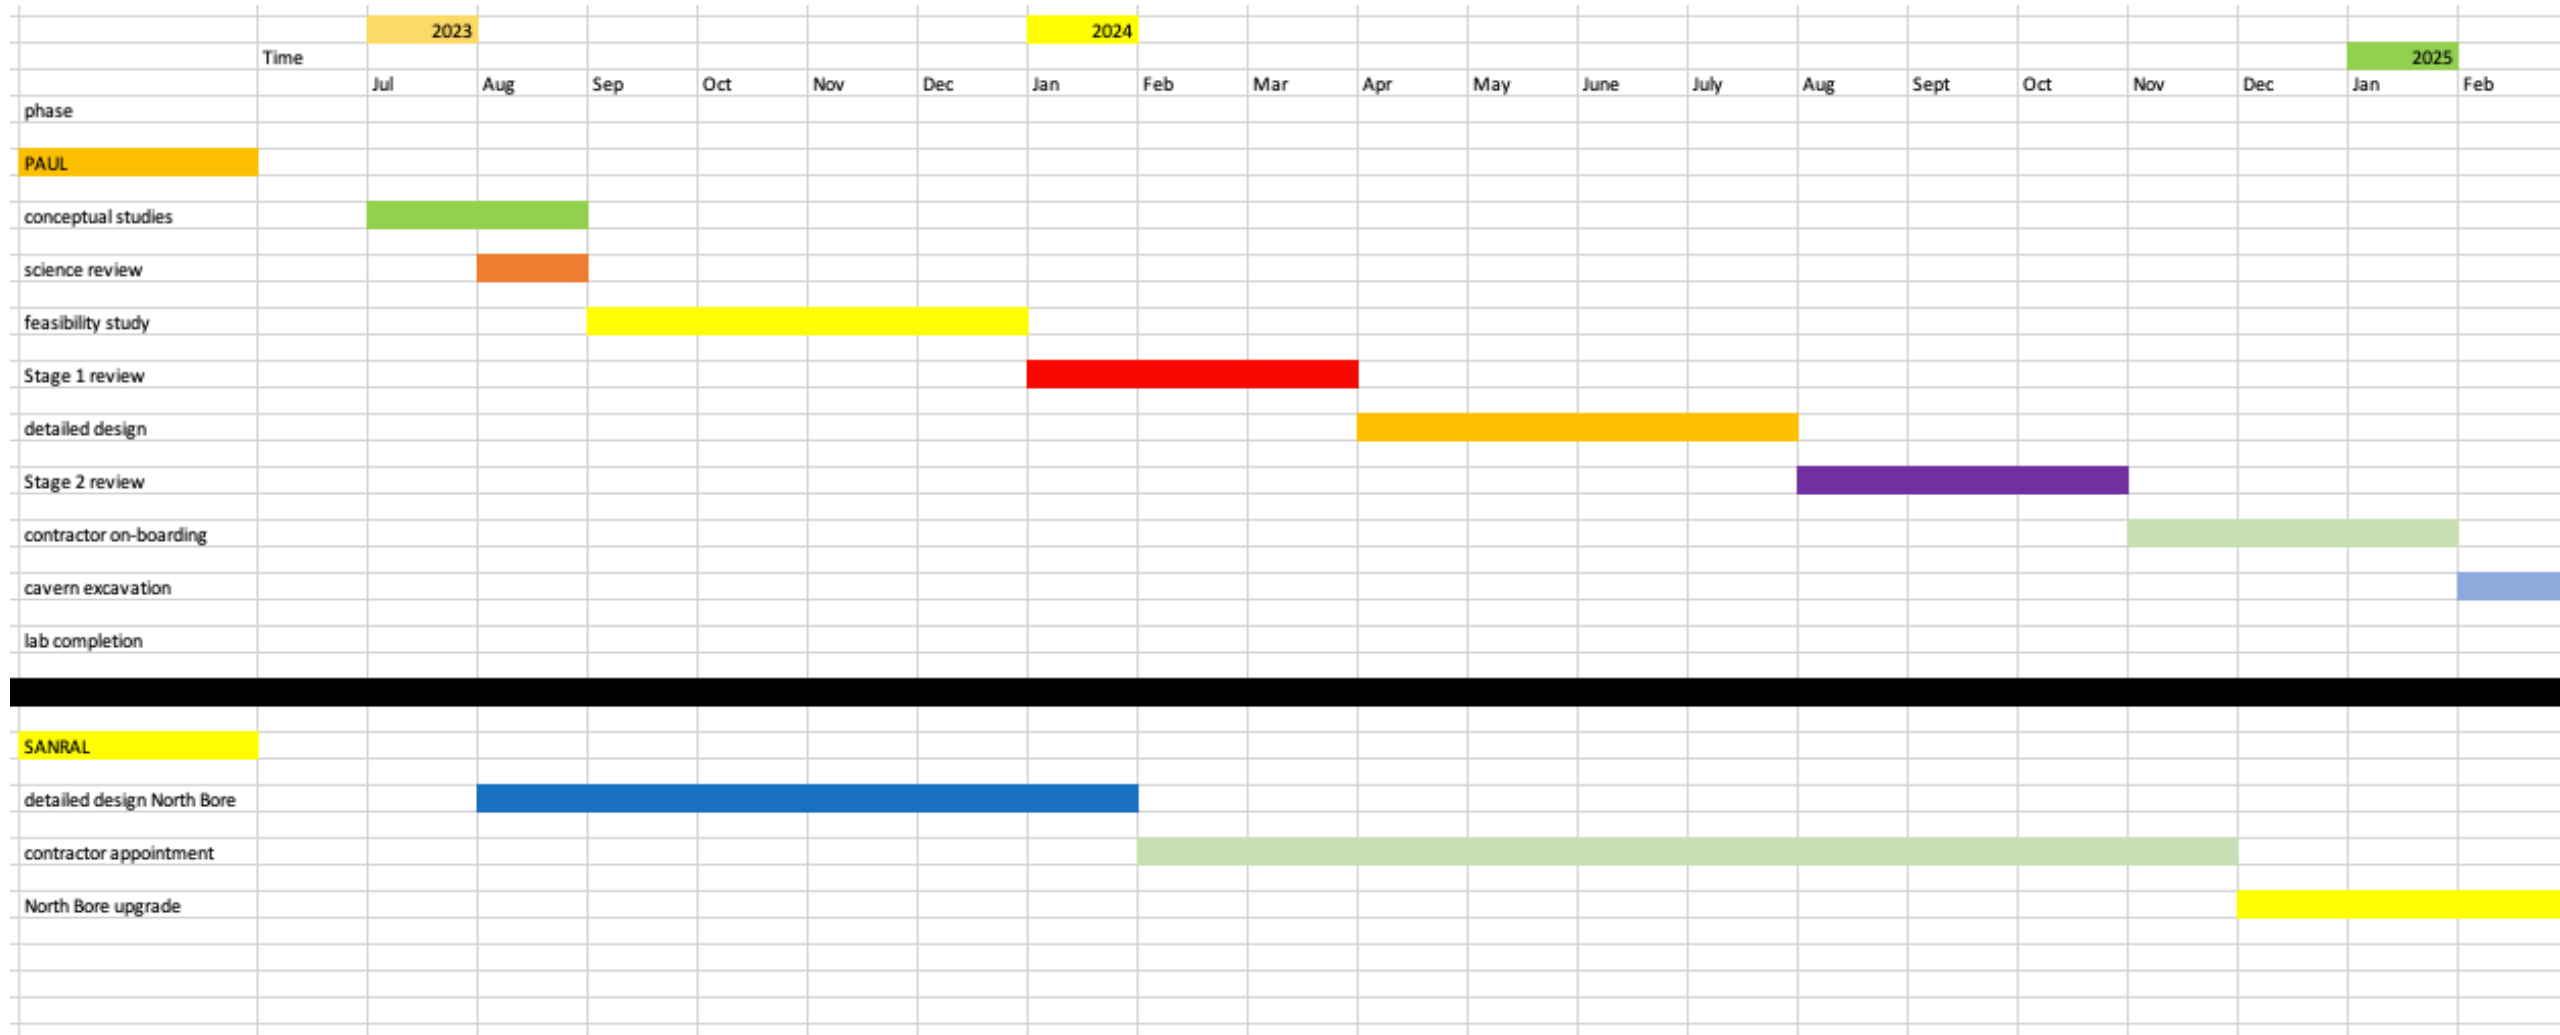 2023 2024
Time 2025
Jul Aug Sep Oct Nov Dec Jan Feb Mar Apr May June July Aug Sept Oct Nov Dec Jan Feb
phase
PAUL
conceptual studies
science review
feasibility study
Stage 1 review
detailed design
Stage 2 review
contractor on-boarding
cavern excavation
lab completion
SANRAL
detailed design North Bore
contractor appointment
North Bore upgrade